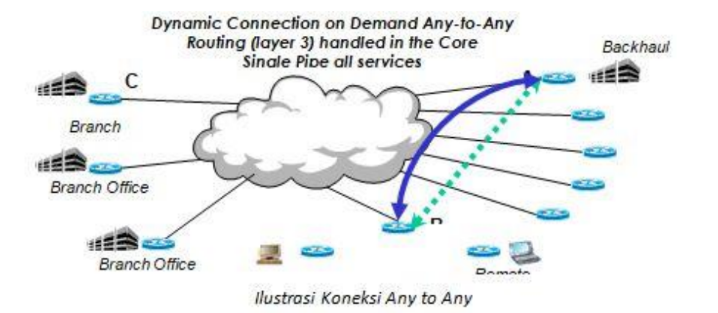 Dynamic Connection on Demand Any-to-Any
Routing (layer 3) handled in the Core
Single Pipe all services
Backhaul
C
Branch
Branch Office
Branch Office
Remote
Ilustrasi Koneksi Any to Any